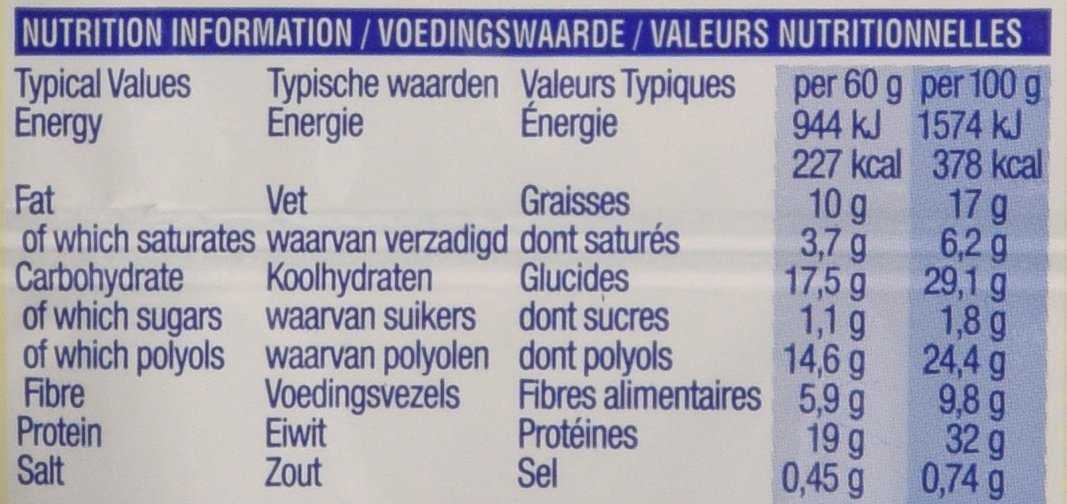 NUTRITION INFORMATION / VOEDINGSWAARDE / VALEURS NUTRITIONNELLES
Typical Values Typische waarden Valeurs Typiques per 60 g per 100 g
Energy Energie Énergie 944 kJ 1574 kJ
227 kcal 378 kcal
Fat Vet Graisses 10 g 17 g
of which saturates waarvan verzadigd dont saturés 3,7 g 6,2 g
Carbohydrate Koolhydraten Glucides 17,5 g 29,1 g
of which sugars waarvan suikers dont sucres 1,1 g 1,8 g
of which polyols waarvan polyolen dont polyols 14,6 g 24,4 g
Fibre Voedingsvezels Fibres alimentaires 5,9 g 9,8 g
Protein Eiwit Protéines 19 g 32 g
Salt Zout Sel 0,45 g 0,74 g